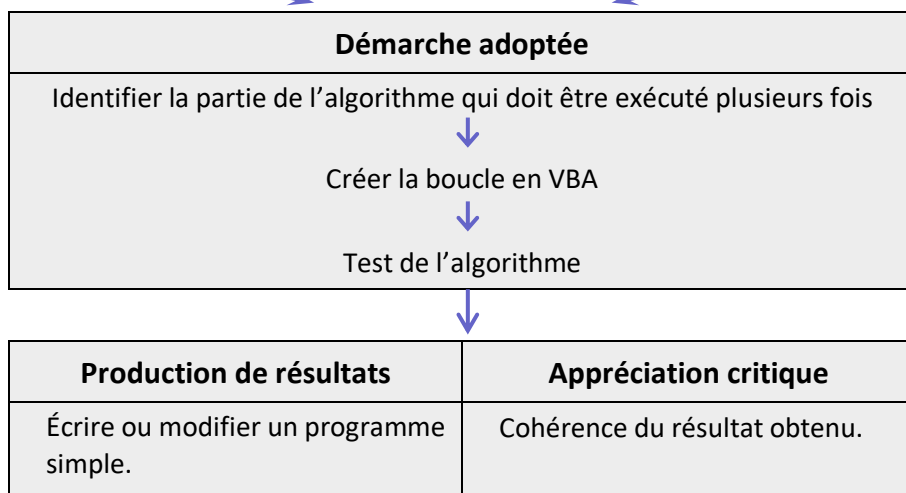 Démarche adoptée
Identifier la partie de l’algorithme qui doit être exécuté plusieurs fois
Créer la boucle en VBA
Test de l’algorithme
Production de résultats
Appréciation critique
Écrire ou modifier un programme
simple.
Cohérence du résultat obtenu.